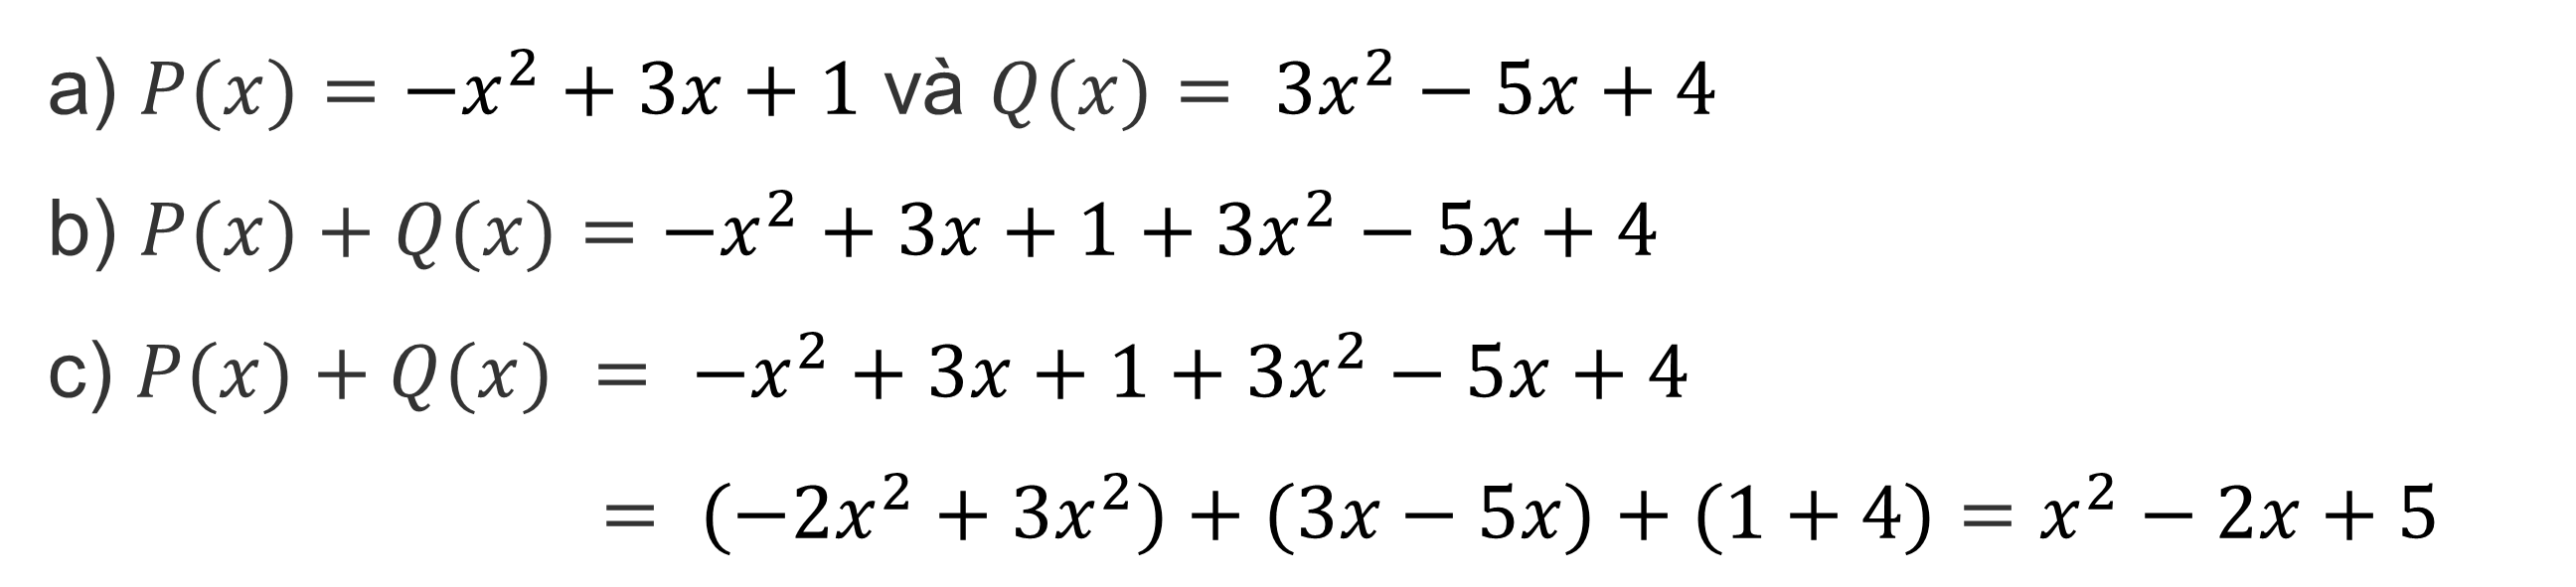 a) P(x) = −x² + 3x + 1 và Q(x) = 3x² − 5x + 4
b) P(x) + Q(x) = −x² + 3x + 1 + 3x² − 5x + 4
c) P(x) + Q(x) = −x² + 3x + 1 + 3x² − 5x + 4
= (−2x² + 3x²) + (3x − 5x) + (1 + 4) = x² − 2x + 5